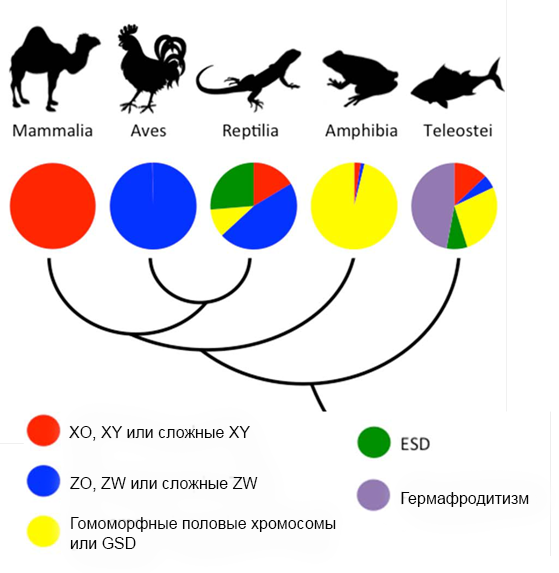 Mammalia Aves Reptilia Amphibia Teleostei
XO, XY или сложные XY
ZO, ZW или сложные ZW
Гомоморфные половые хромосомы
или GSD
ESD
Гермафродитизм